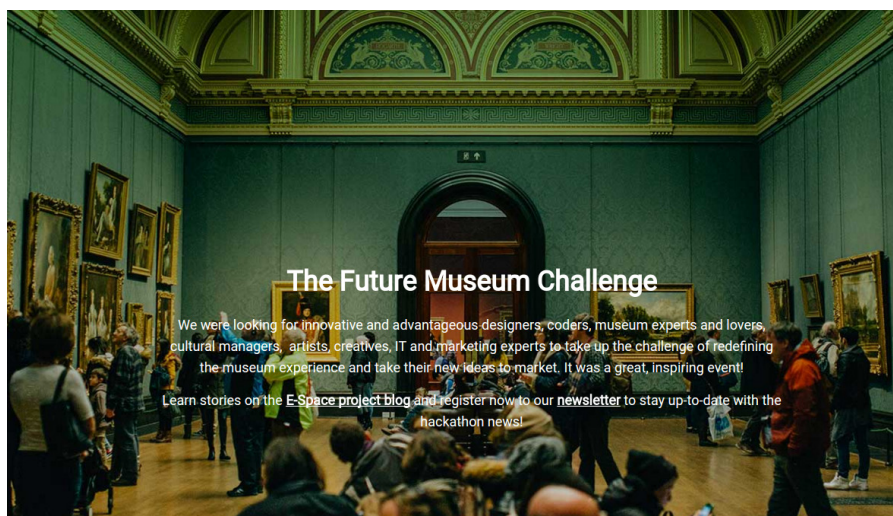 The Future Museum Challenge
We were looking for innovative and advantageous designers, coders, museum experts and lovers,
cultural managers, artists, creatives, IT and marketing experts to take up the challenge of redefining
the museum experience and take their new ideas to market. It was a great, inspiring event!
Learn stories on the E-Space project blog and register now to our newsletter to stay up-to-date with the
hackathon news!